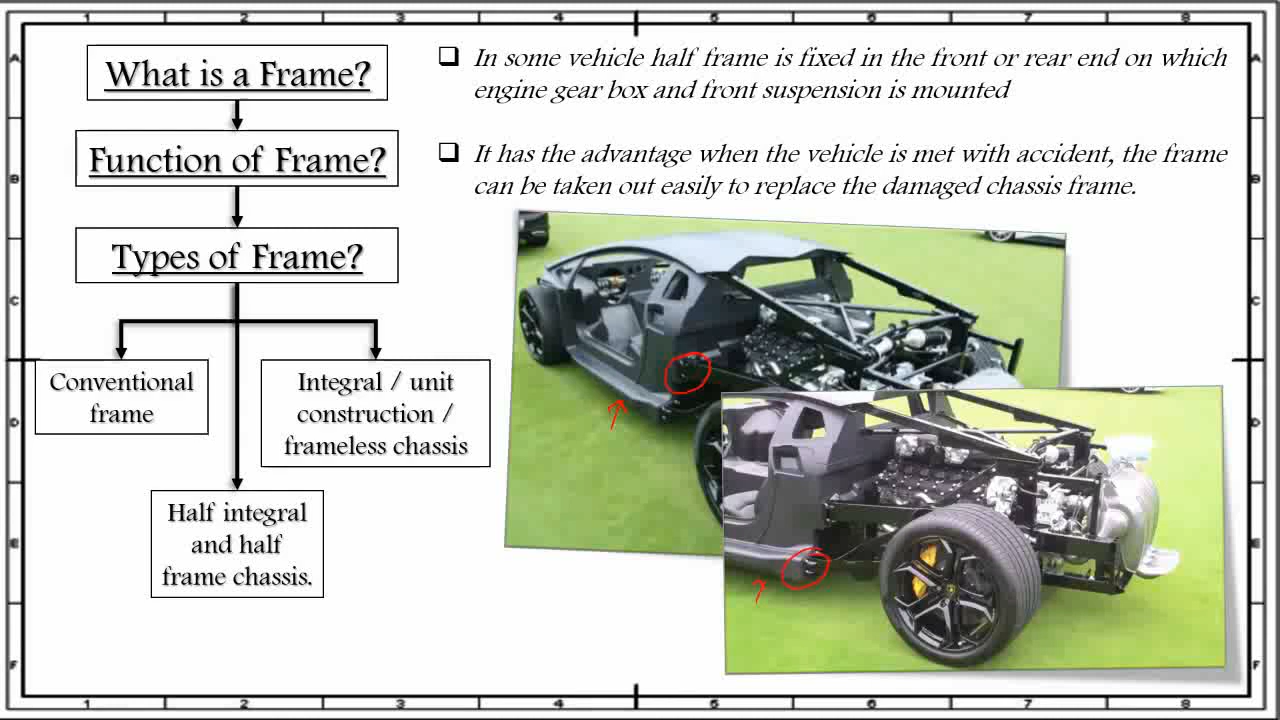 1 2 3 4 5 6 7 8
A
B
C
D
E
F
What is a Frame?
Function of Frame?
Types of Frame?
Conventional
frame
Integral / unit
construction /
frameless chassis
Half integral
and half
frame chassis.
In some vehicle half frame is fixed in the front or rear end on which
engine gear box and front suspension is mounted
It has the advantage when the vehicle is met with accident, the frame
can be taken out easily to replace the damaged chassis frame.
A
B
C
D
E
F
1 2 3 4 5 6 7 8